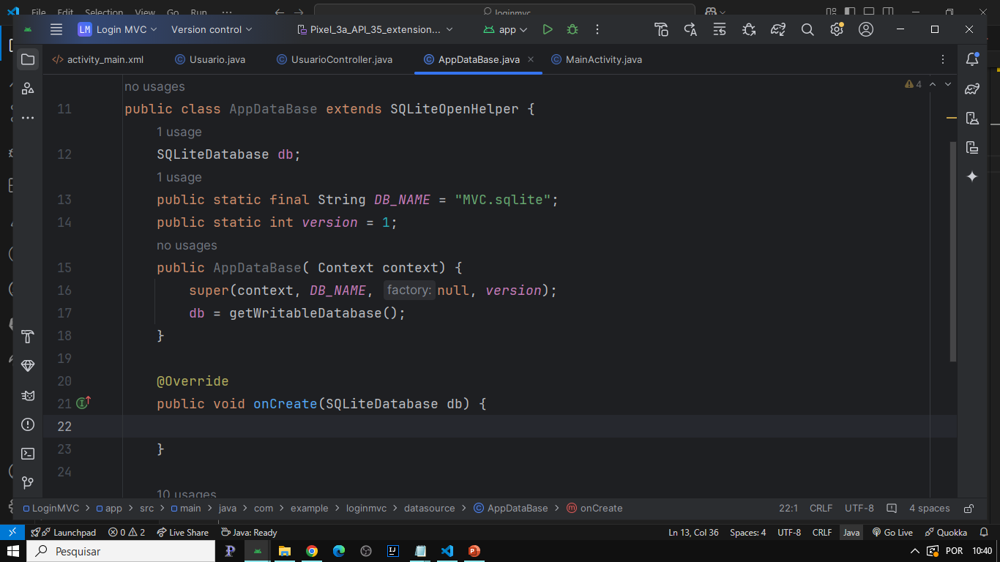 File Edit Selection View Go Run ··· loginmvc
LM Login MVC Version control Pixel_3a_API_35_extension... app
activity_main.xml Usuario.java UsuarioController.java AppDataBase.java MainActivity.java
no usages
4
11 public class AppDataBase extends SQLiteOpenHelper {
1 usage
12 SQLiteDatabase db;
1 usage
13 public static final String DB_NAME = "MVC.sqlite";
14 public static int version = 1;
no usages
15 public AppDataBase( Context context) {
16 super(context, DB_NAME, factory: null, version);
17 db = getWritableDatabase();
18 }
19
20 @Override
21 public void onCreate(SQLiteDatabase db) {
22
23 }
24
10 usages
LoginMVC > app > src > main > java > com > example > loginmvc > datasource > AppDataBase > onCreate 22:1 CRLF UTF-8 4 spaces
Launchpad 0 2 Live Share Java: Ready Ln 13, Col 36 Spaces: 4 UTF-8 CRLF Java Go Live Quokka
Pesquisar POR 10:40